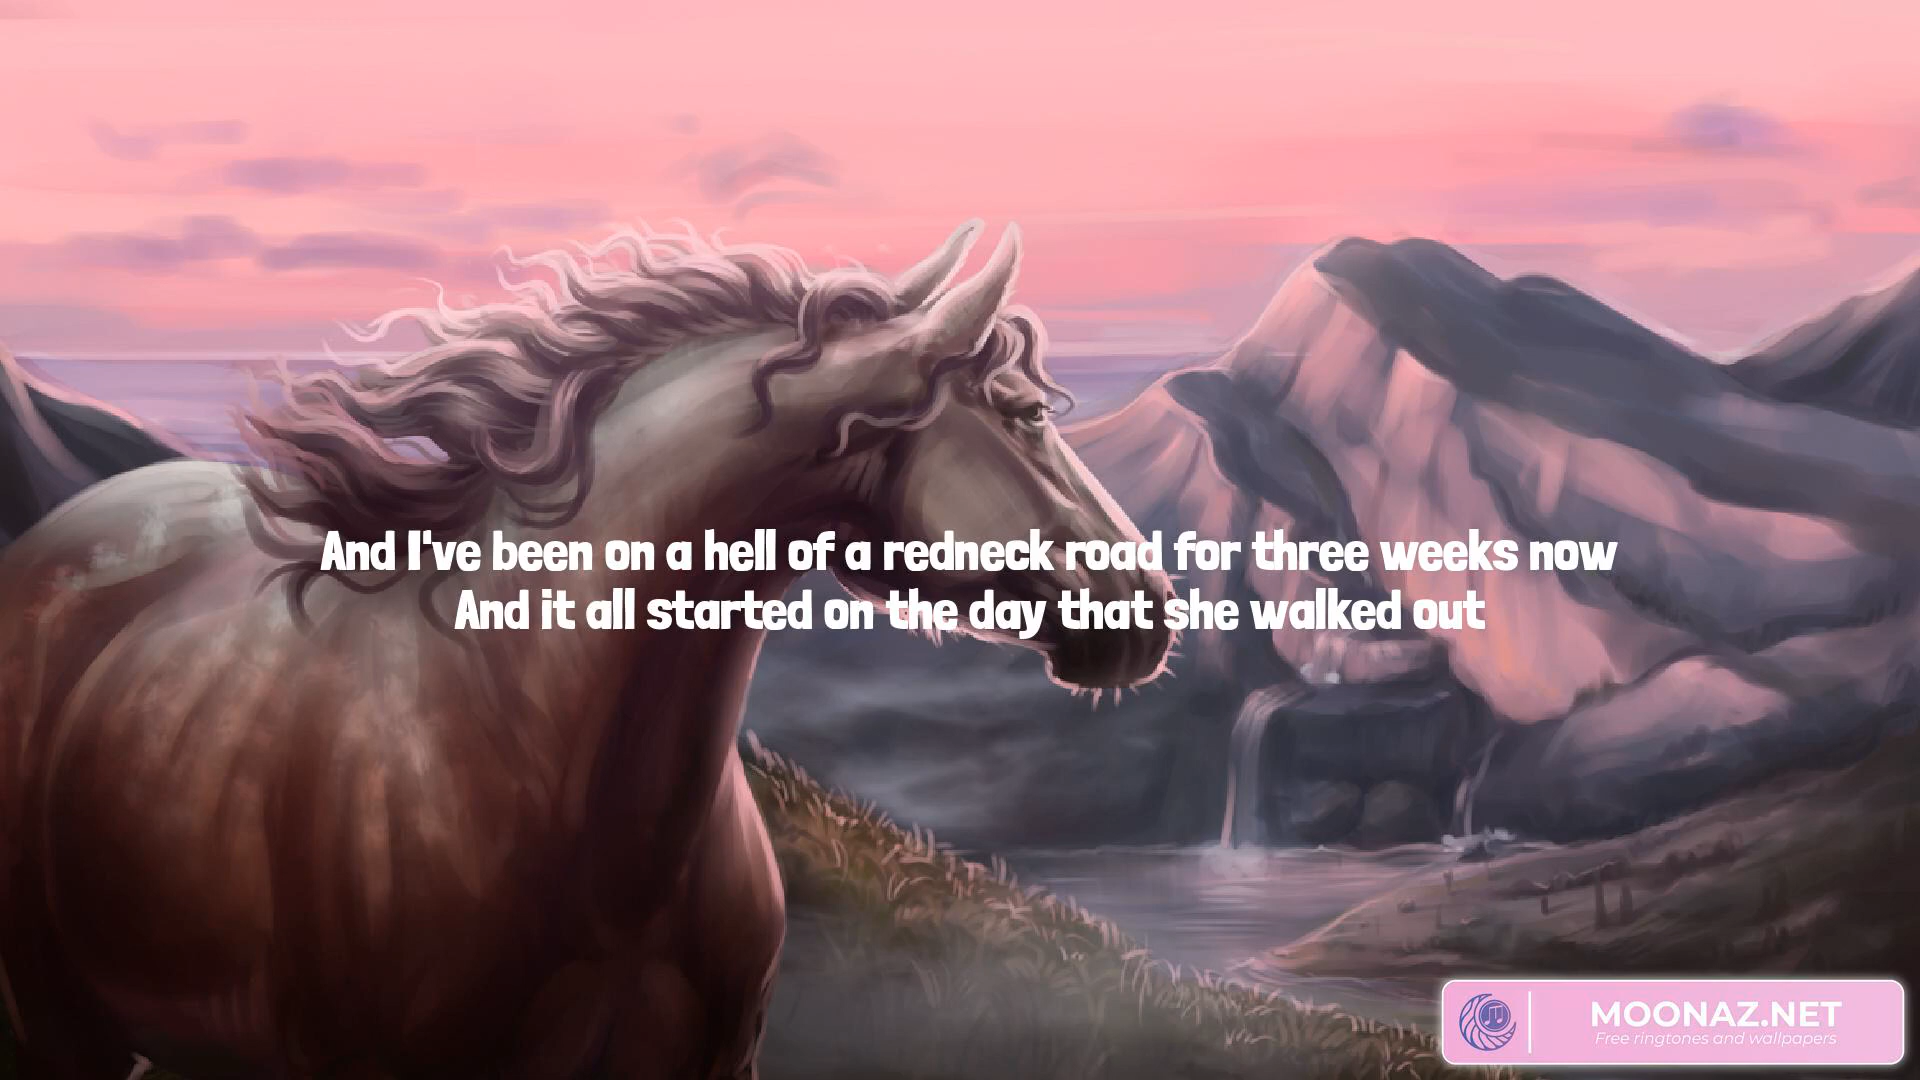 And I've been on a hell of a redneck road for three weeks now
And it all started on the day that she walked out
MOONAZ.NET
Free ringtones and wallpapers